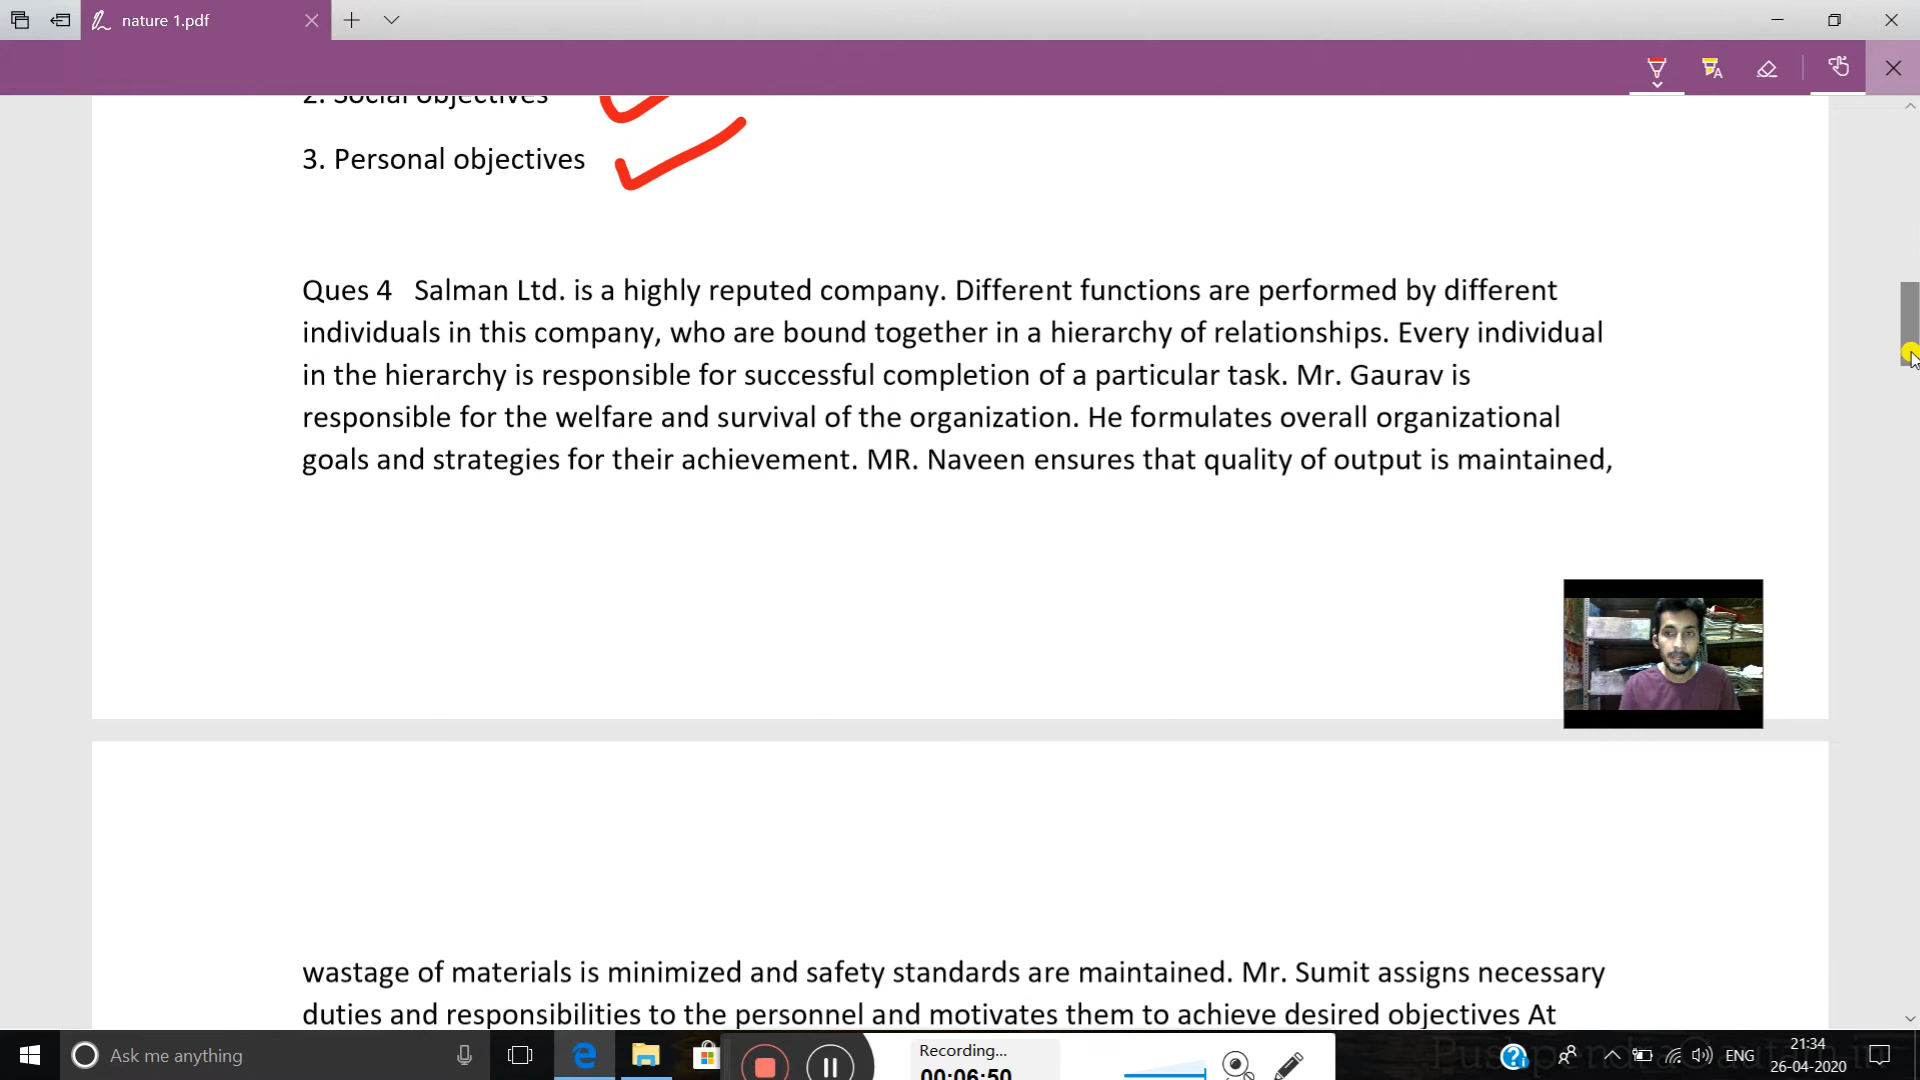 nature 1.pdf
2. Social objectives
3. Personal objectives
Ques 4 Salman Ltd. is a highly reputed company. Different functions are performed by different
individuals in this company, who are bound together in a hierarchy of relationships. Every individual
in the hierarchy is responsible for successful completion of a particular task. Mr. Gaurav is
responsible for the welfare and survival of the organization. He formulates overall organizational
goals and strategies for their achievement. MR. Naveen ensures that quality of output is maintained,
wastage of materials is minimized and safety standards are maintained. Mr. Sumit assigns necessary
duties and responsibilities to the personnel and motivates them to achieve desired objectives At
Ask me anything
Recording...
00:06:50
ENG
21:34
26-04-2020